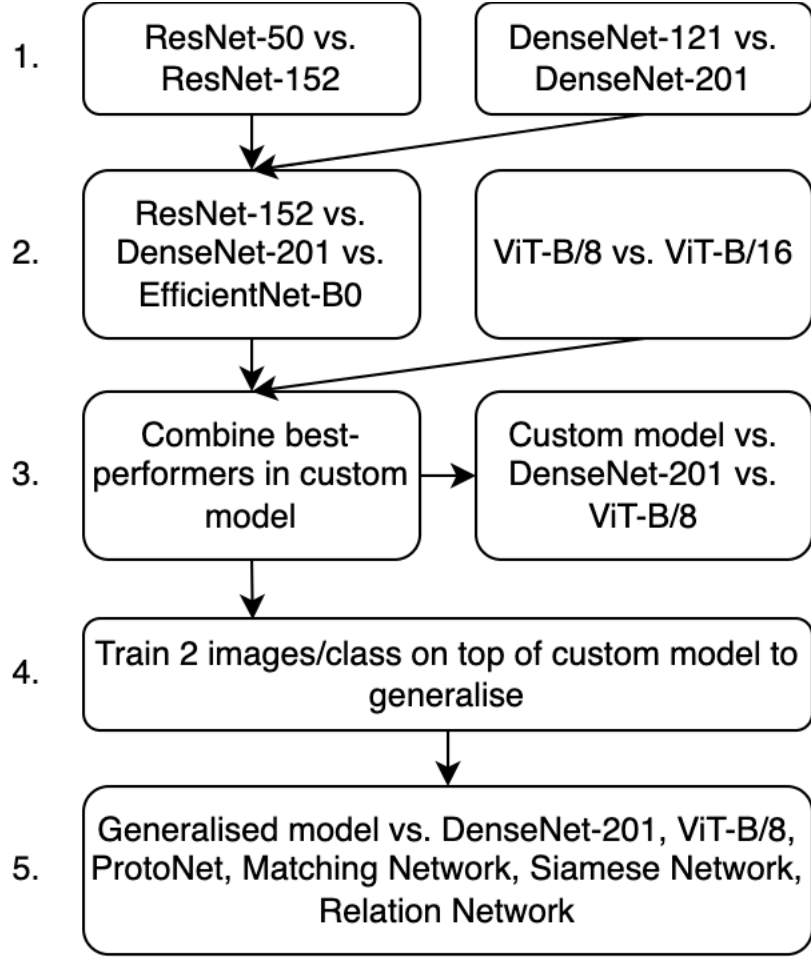 1.
ResNet-50 vs.
ResNet-152
DenseNet-121 vs.
DenseNet-201
2.
ResNet-152 vs.
DenseNet-201 vs.
EfficientNet-B0
ViT-B/8 vs. ViT-B/16
3.
Combine best-
performers in custom
model
Custom model vs.
DenseNet-201 vs.
ViT-B/8
4.
Train 2 images/class on top of custom model to
generalise
5.
Generalised model vs. DenseNet-201, ViT-B/8,
ProtoNet, Matching Network, Siamese Network,
Relation Network